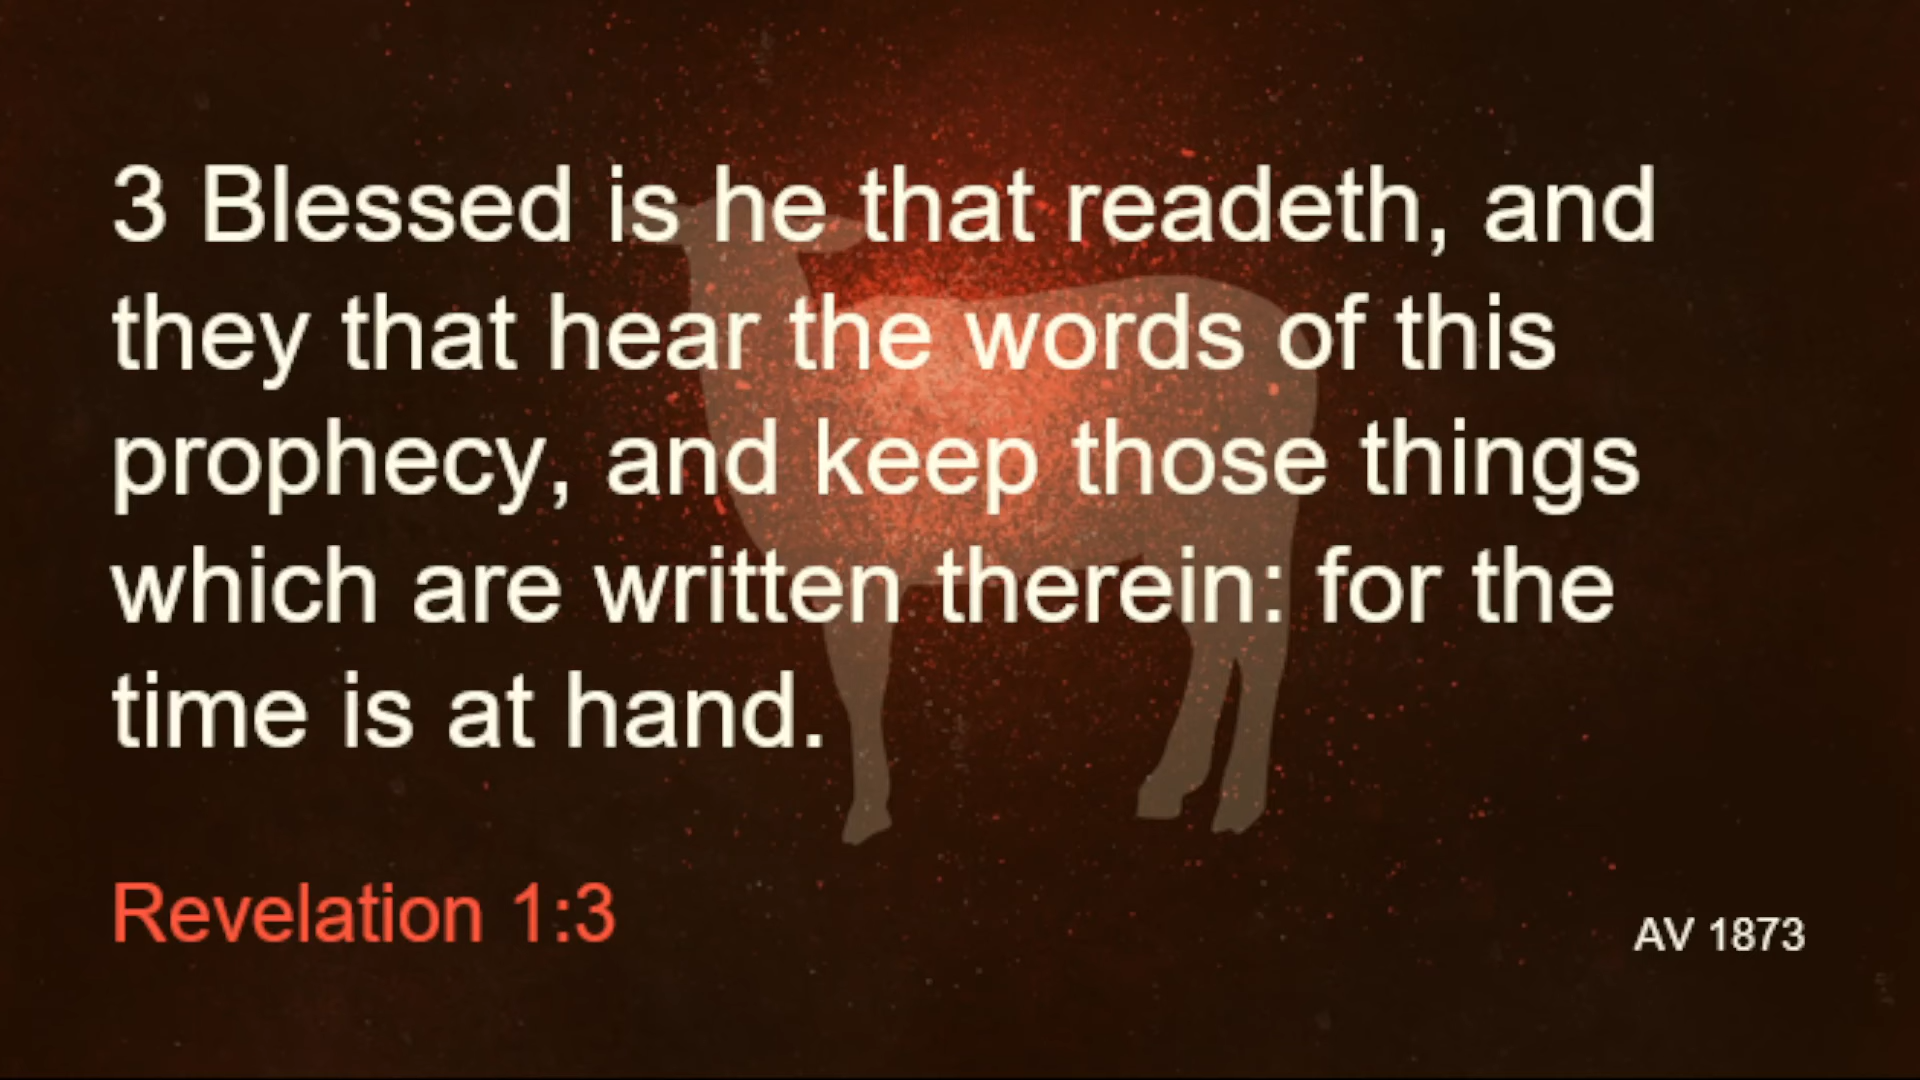 3 Blessed is he that readeth, and
they that hear the words of this
prophecy, and keep those things
which are written therein: for the
time is at hand.
Revelation 1:3
AV 1873